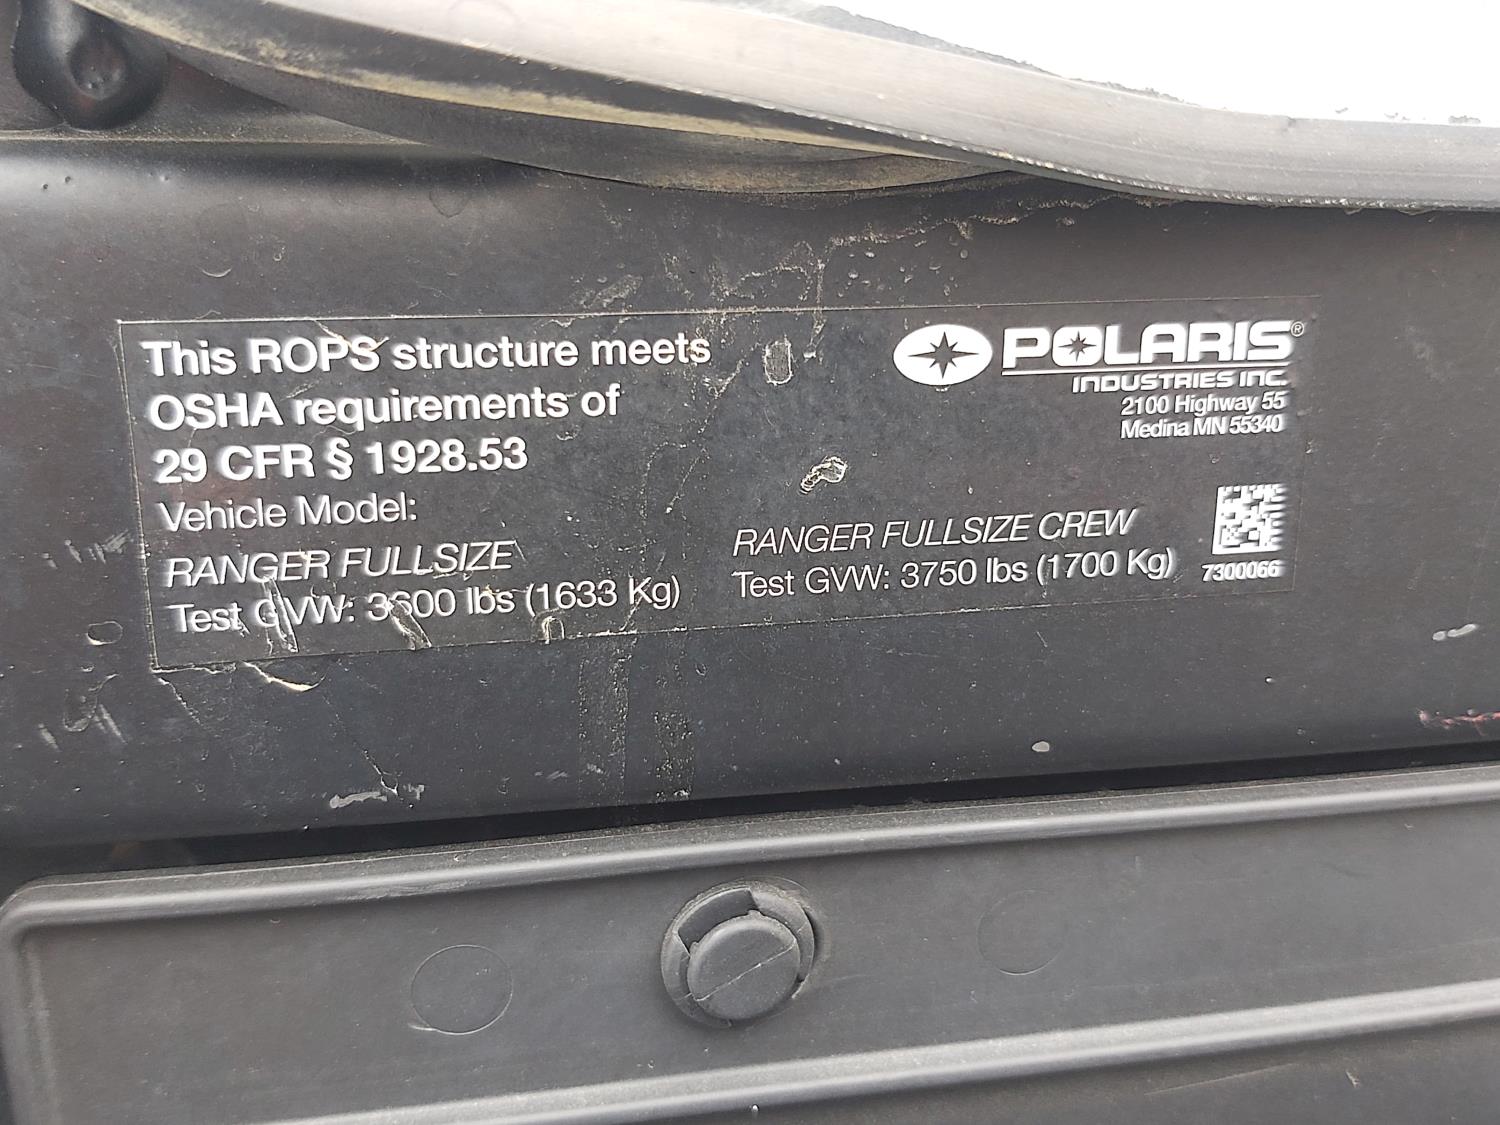 This ROPS structure meets
OSHA requirements of
29 CFR § 1928.53
Vehicle Model:
RANGER FULLSIZE
Test GVW: 3600 lbs (1633 Kg)
RANGER FULLSIZE CREW
Test GVW: 3750 lbs (1700 Kg)
POLARIS®
INDUSTRIES INC.
2100 Highway 55
Medina MN 55340
7300066